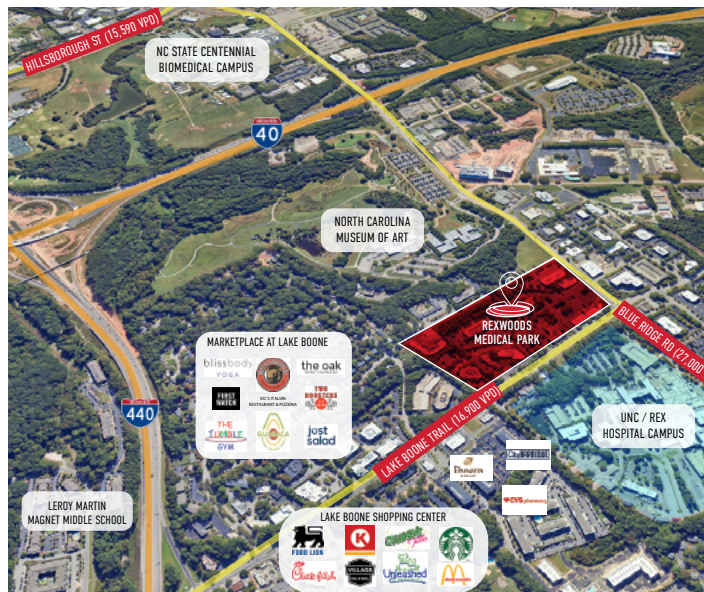 HILLSBOROUGH ST (15,590 VPD)
NC STATE CENTENNIAL
BIOMEDICAL CAMPUS
40
NORTH CAROLINA
MUSEUM OF ART
REXWOODS
MEDICAL PARK
BLUE RIDGE RD (27,000
MARKETPLACE AT LAKE BOONE
blissbody
YOGA
the oak
FIRST
WATCH
VIC'S ITALIAN
RESTAURANT & PIZZERIA
TWO
ROOSTERS
THE
TUMBLE
GYM
just
salad
440
LAKE BOONE TRAIL (16,900 VPD)
UNC / REX
HOSPITAL CAMPUS
Panera
CityBARBEQUE
CVS pharmacy
LEROY MARTIN
MAGNET MIDDLE SCHOOL
LAKE BOONE SHOPPING CENTER
FOOD LION
K
Chick-fil-A
VILLAGE
Unleashed
McDonald's